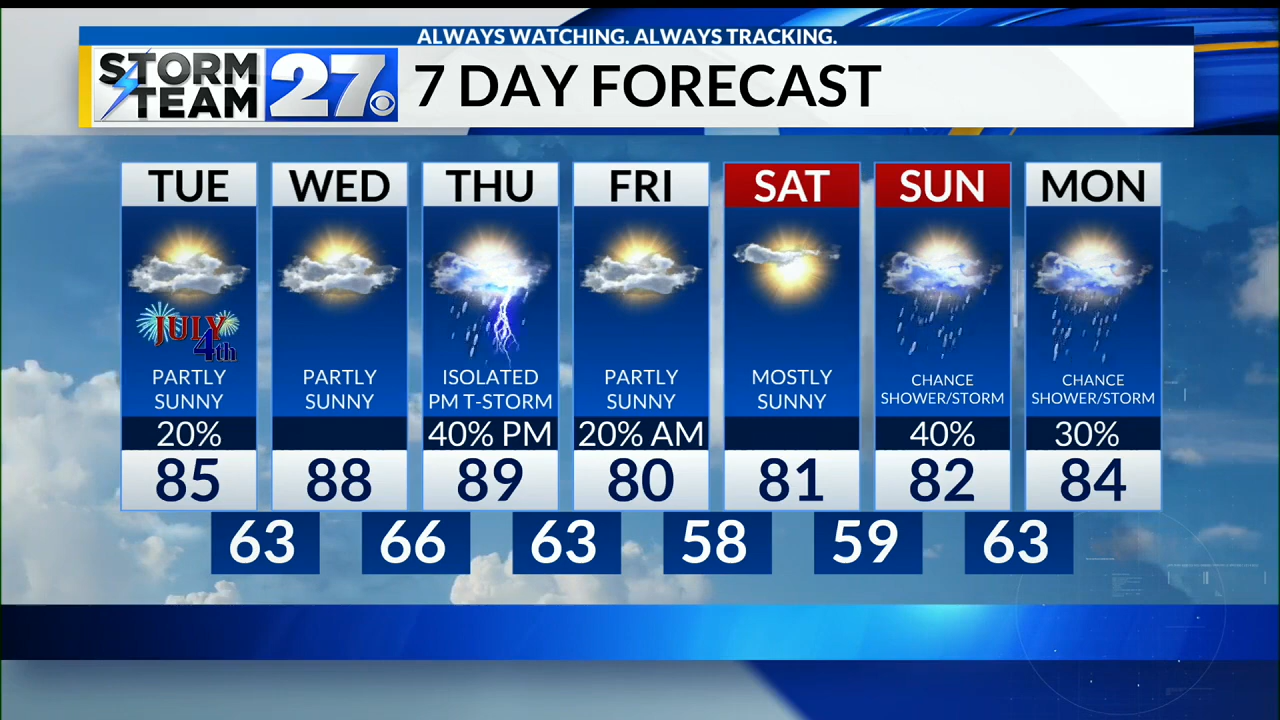 ALWAYS WATCHING. ALWAYS TRACKING.
STORM
TEAM
27
7 DAY FORECAST
TUE WED THU FRI SAT SUN MON
JULY
4th
PARTLY SUNNY
PARTLY SUNNY
ISOLATED PM T-STORM
PARTLY SUNNY
MOSTLY SUNNY
CHANCE SHOWER/STORM
CHANCE SHOWER/STORM
20% 40% PM 20% AM 40% 30%
85 88 89 80 81 82 84
63 66 63 58 59 63